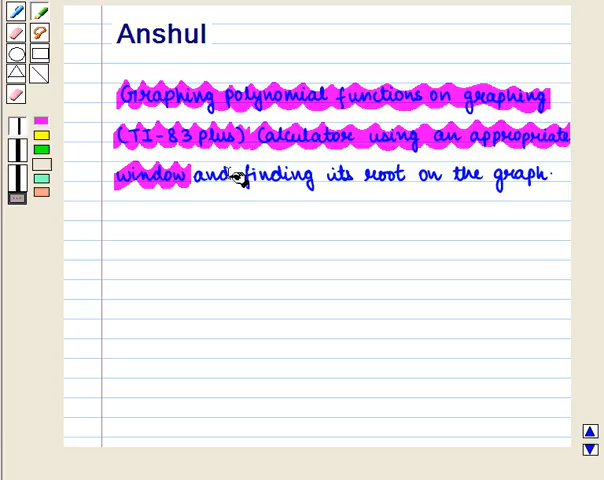 Anshul
Graphing polynomial functions on graphing
(TI-83 plus) Calculator using an appropriate
window and finding its root on the graph.